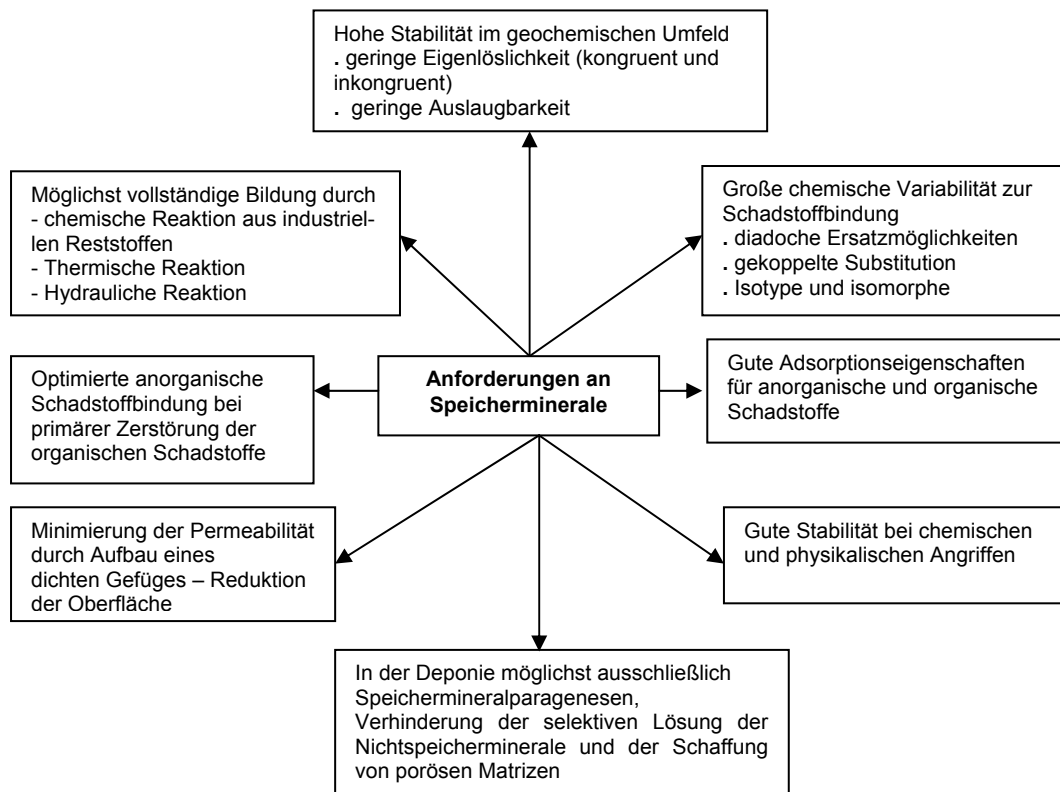 Hohe Stabilität im geochemischen Umfeld
. geringe Eigenlöslichkeit (kongruent und
inkongruent)
. geringe Auslaugbarkeit
Möglichst vollständige Bildung durch
- chemische Reaktion aus industriel-
len Reststoffen
- Thermische Reaktion
- Hydrauliche Reaktion
Große chemische Variabilität zur
Schadstoffbindung
. diadoche Ersatzmöglichkeiten
. gekoppelte Substitution
. Isotype und isomorphe
Optimierte anorganische
Schadstoffbindung bei
primärer Zerstörung der
organischen Schadstoffe
Anforderungen an
Speicherminerale
Gute Adsorptionseigenschaften
für anorganische und organische
Schadstoffe
Minimierung der Permeabilität
durch Aufbau eines
dichten Gefüges – Reduktion
der Oberfläche
Gute Stabilität bei chemischen
und physikalischen Angriffen
In der Deponie möglichst ausschließlich
Speichermineralparagenesen,
Verhinderung der selektiven Lösung der
Nichtspeicherminerale und der Schaffung
von porösen Matrizen